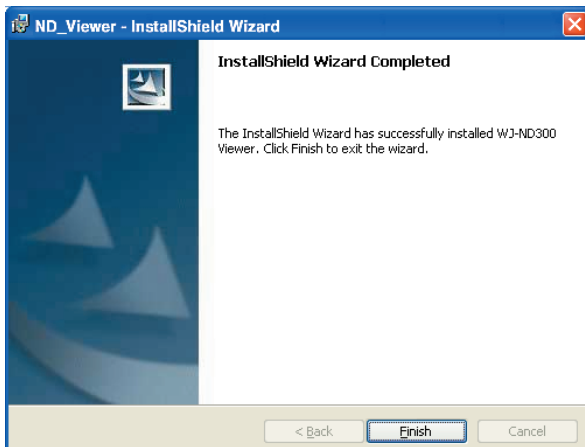 ND_Viewer - InstallShield Wizard
InstallShield Wizard Completed
The InstallShield Wizard has successfully installed WJ-ND300
Viewer. Click Finish to exit the wizard.
< Back
Finish
Cancel